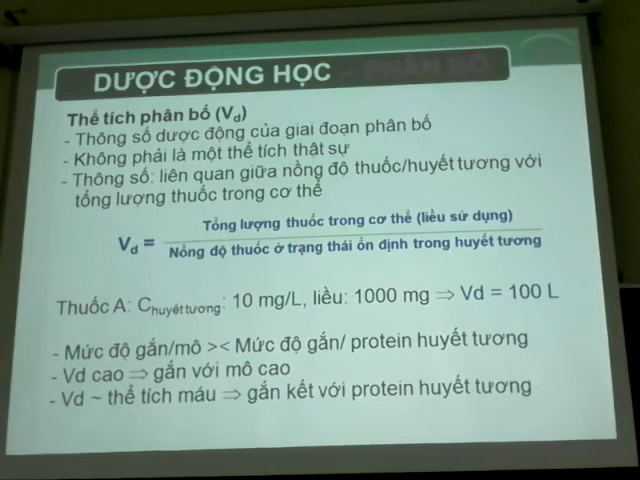 DƯỢC ĐỘNG HỌC - PHÂN BỐ
Thể tích phân bố (Vd)
- Thông số dược động của giai đoạn phân bố
- Không phải là một thể tích thật sự
- Thông số: liên quan giữa nồng độ thuốc/huyết tương với
tổng lượng thuốc trong cơ thể
Tổng lượng thuốc trong cơ thể (liều sử dụng)
Vd =
Nồng độ thuốc ở trạng thái ổn định trong huyết tương
Thuốc A: Chuyết tương: 10 mg/L, liều: 1000 mg ⇒ Vd = 100 L
- Mức độ gắn/mô >< Mức độ gắn/ protein huyết tương
- Vd cao ⇒ gắn với mô cao
- Vd ~ thể tích máu ⇒ gắn kết với protein huyết tương